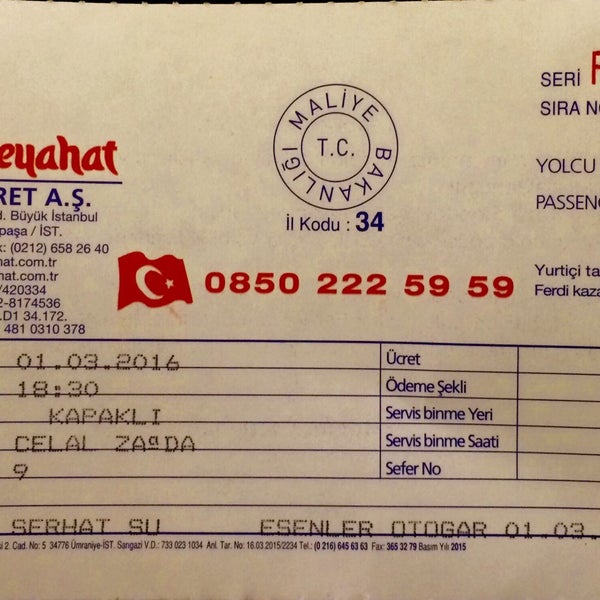 SERİ
SIRA NO
MALİYE BAKANLIĞI
T.C.
İl Kodu : 34
eyahat
RET A.Ş.
d. Büyük İstanbul
paşa / İST.
: (0212) 658 26 40
hat.com.tr
hat.com.tr
/420334
2-8174536
.D1 34.172.
481 0310 378
YOLCU
PASSENG
0850 222 59 59
Yurtiçi ta
Ferdi kaza
01.03.2016
Ücret
18:30
Ödeme Şekli
KAPAKLI
Servis binme Yeri
CELAL ZAªDA
Servis binme Saati
9
Sefer No
SERHAT SU ESENLER OTOGAR 01.03.
si 2. Cad. No: 5 34776 Ümraniye-İST. Sarıgazi V.D.: 733 023 1034 Anl. Tar. No: 16.03.2015/2234 Tel.: (0 216) 645 63 63 Fax: 365 32 79 Basım Yılı 2015